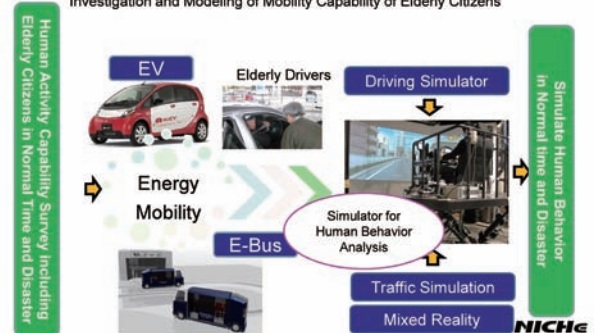 Investigation and Modeling of Mobility Capability of Elderly Citizens
Human Activity Capability Survey including
Elderly Citizens in Normal Time and Disaster
EV
Elderly Drivers
Driving Simulator
Energy
Mobility
Simulator for
Human Behavior
Analysis
E-Bus
Traffic Simulation
Mixed Reality
Simulate Human Behavior
in Normal time and Disaster
NICHe